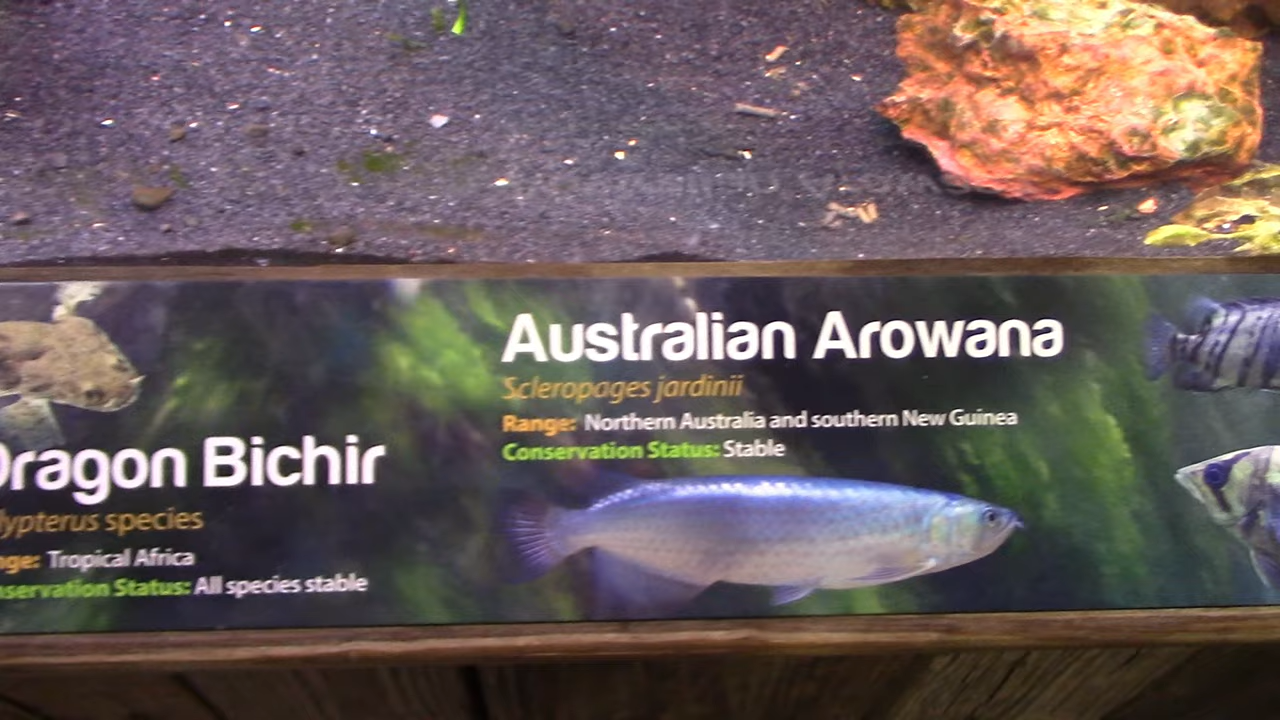 Dragon Bichir
lypterus species
nge: Tropical Africa
nservation Status: All species stable
Australian Arowana
Scleropages jardinii
Range: Northern Australia and southern New Guinea
Conservation Status: Stable